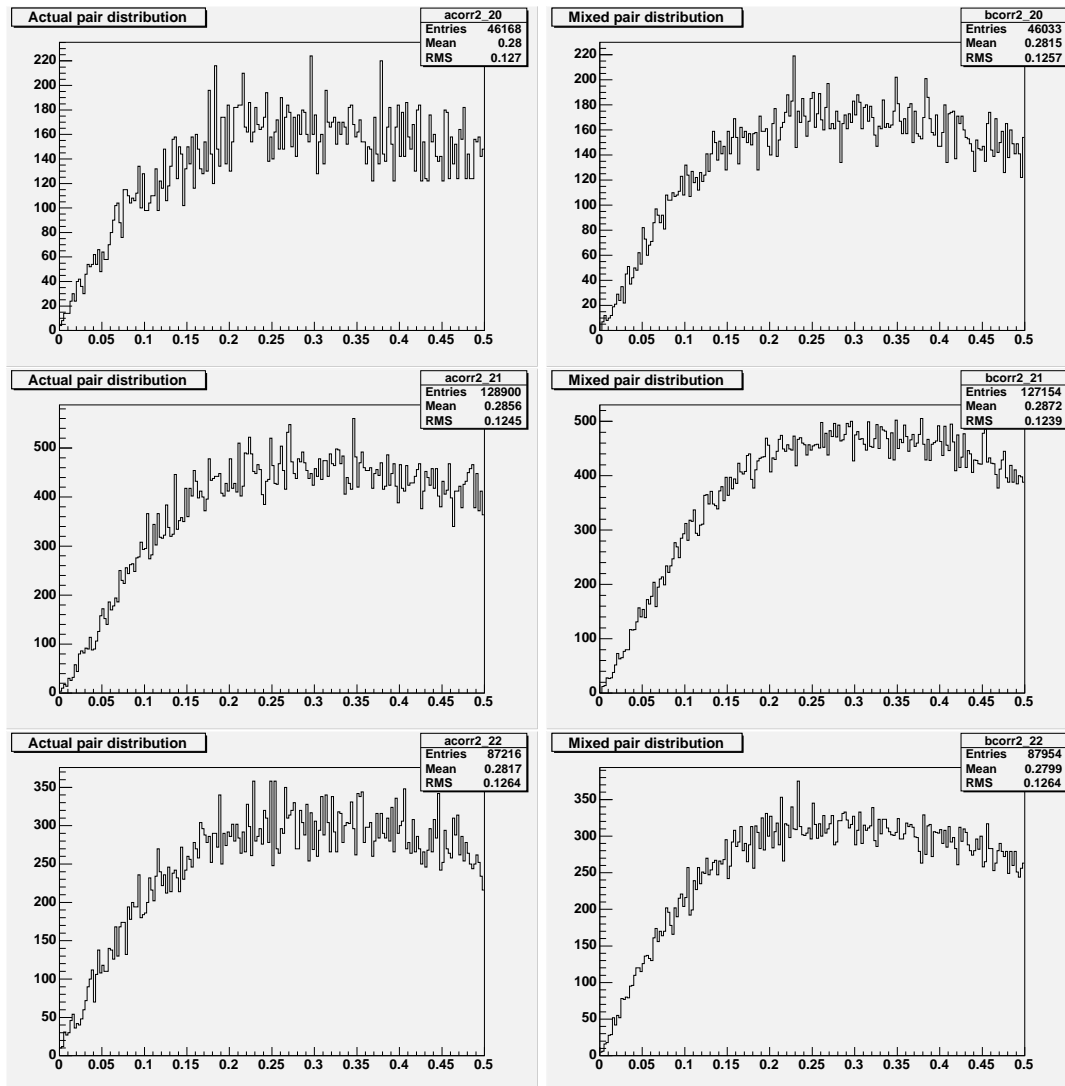 Actual pair distribution
acorr2_20
Entries 46168
Mean 0.28
RMS 0.127
220
200
180
160
140
120
100
80
60
40
20
0
0 0.05 0.1 0.15 0.2 0.25 0.3 0.35 0.4 0.45 0.5
Mixed pair distribution
bcorr2_20
Entries 46033
Mean 0.2815
RMS 0.1257
220
200
180
160
140
120
100
80
60
40
20
0
0 0.05 0.1 0.15 0.2 0.25 0.3 0.35 0.4 0.45 0.5
Actual pair distribution
acorr2_21
Entries 128900
Mean 0.2856
RMS 0.1245
500
400
300
200
100
0
0 0.05 0.1 0.15 0.2 0.25 0.3 0.35 0.4 0.45 0.5
Mixed pair distribution
bcorr2_21
Entries 127154
Mean 0.2872
RMS 0.1239
500
400
300
200
100
0
0 0.05 0.1 0.15 0.2 0.25 0.3 0.35 0.4 0.45 0.5
Actual pair distribution
acorr2_22
Entries 87216
Mean 0.2817
RMS 0.1264
350
300
250
200
150
100
50
0
0 0.05 0.1 0.15 0.2 0.25 0.3 0.35 0.4 0.45 0.5
Mixed pair distribution
bcorr2_22
Entries 87954
Mean 0.2799
RMS 0.1264
350
300
250
200
150
100
50
0
0 0.05 0.1 0.15 0.2 0.25 0.3 0.35 0.4 0.45 0.5